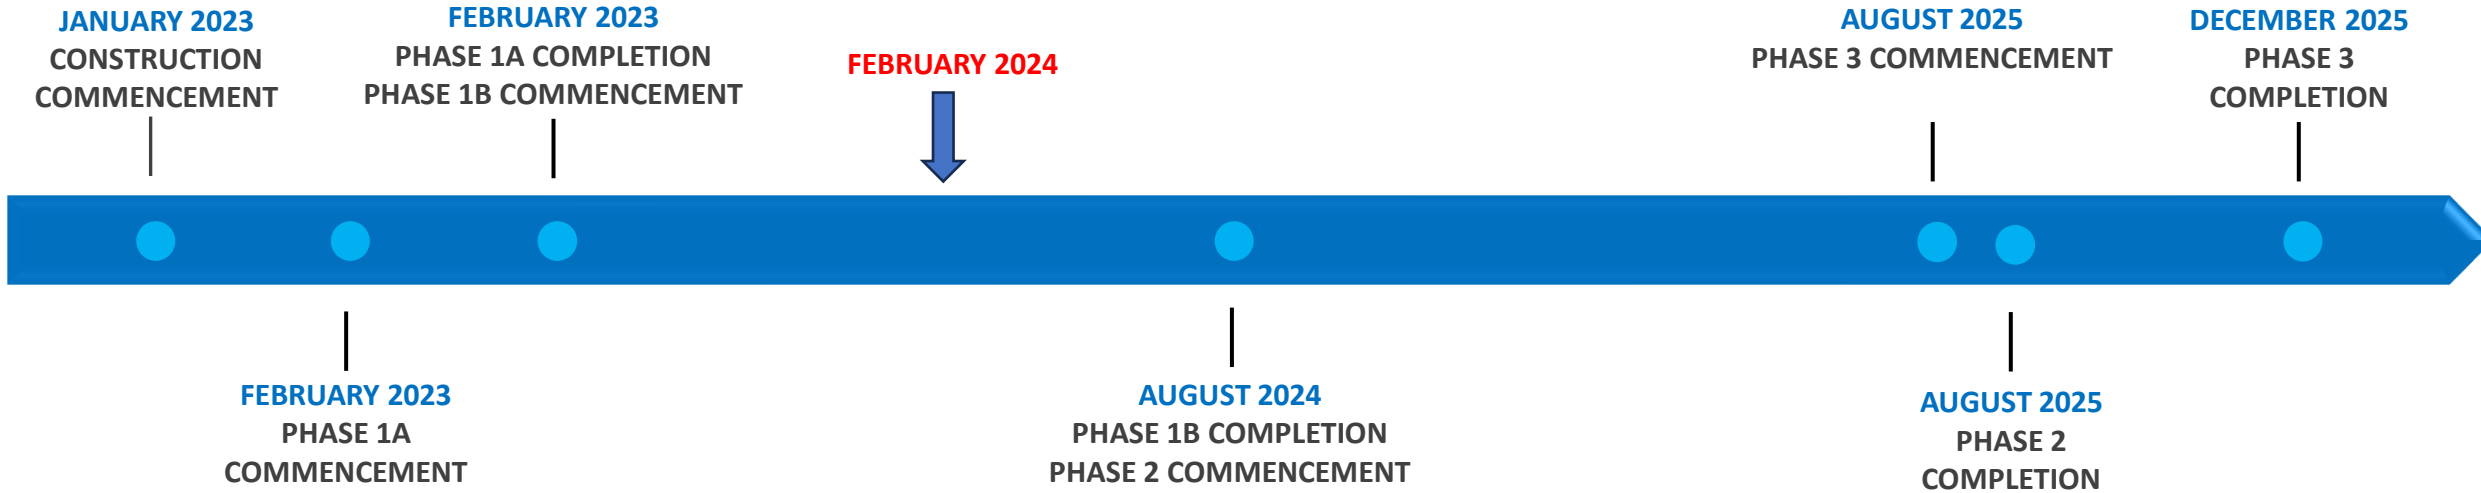 JANUARY 2023
CONSTRUCTION
COMMENCEMENT
FEBRUARY 2023
PHASE 1A COMPLETION
PHASE 1B COMMENCEMENT
FEBRUARY 2024
AUGUST 2025
PHASE 3 COMMENCEMENT
DECEMBER 2025
PHASE 3
COMPLETION
FEBRUARY 2023
PHASE 1A
COMMENCEMENT
AUGUST 2024
PHASE 1B COMPLETION
PHASE 2 COMMENCEMENT
AUGUST 2025
PHASE 2
COMPLETION